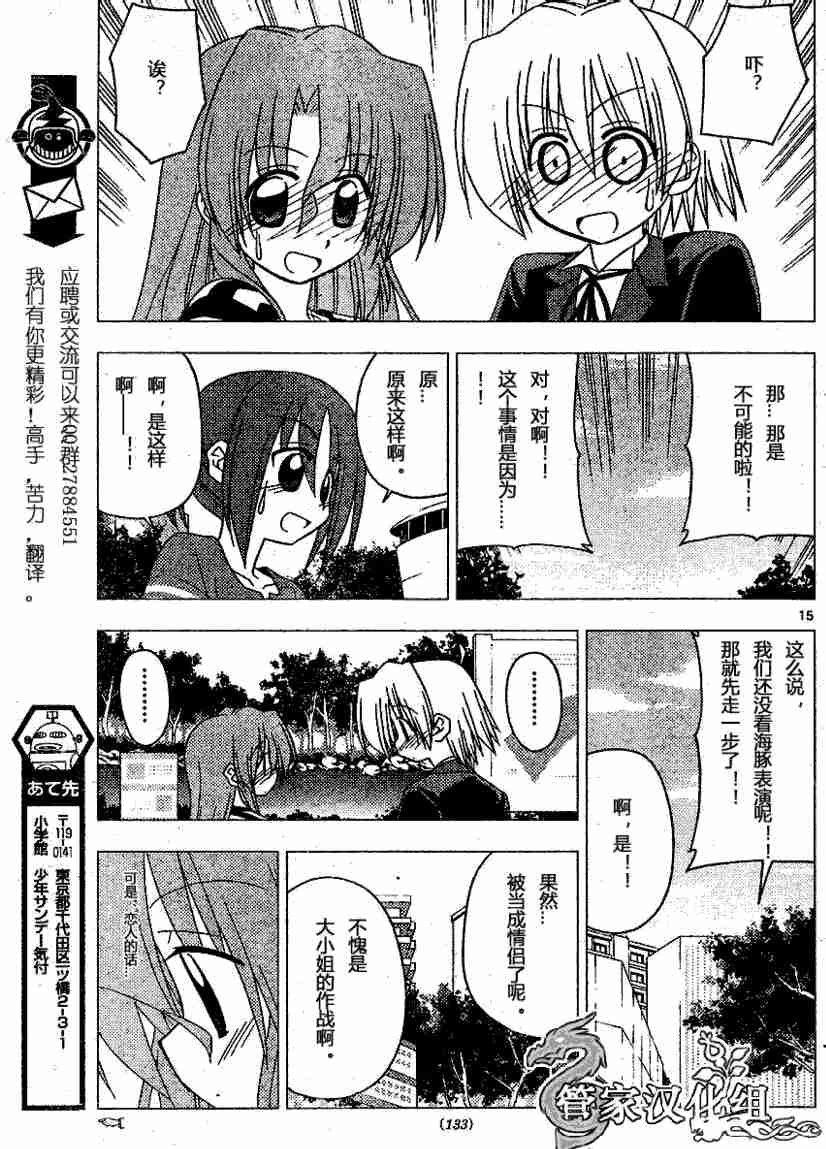 吓？
诶？
那…那是
不可能的啦！！
对，对啊！！
这个事情是因为……
！！
原…
原来这样啊。
啊，是这样
啊——！！
15
这么说，
我们还没看海豚表演呢！！
那就先走一步了！！
啊，是！！
………
………
果然…
被当成情侣了呢。
不愧是
大小姐的作战啊。
可是…恋人的话…
应聘或交流可以来QQ群27884551
我们有你更精彩！高手，苦力，翻译。
あて先
〒119-0141
東京都千代田区一ツ橋2-3-1
小学館 少年サンデー気付
(133)
管家汉化组